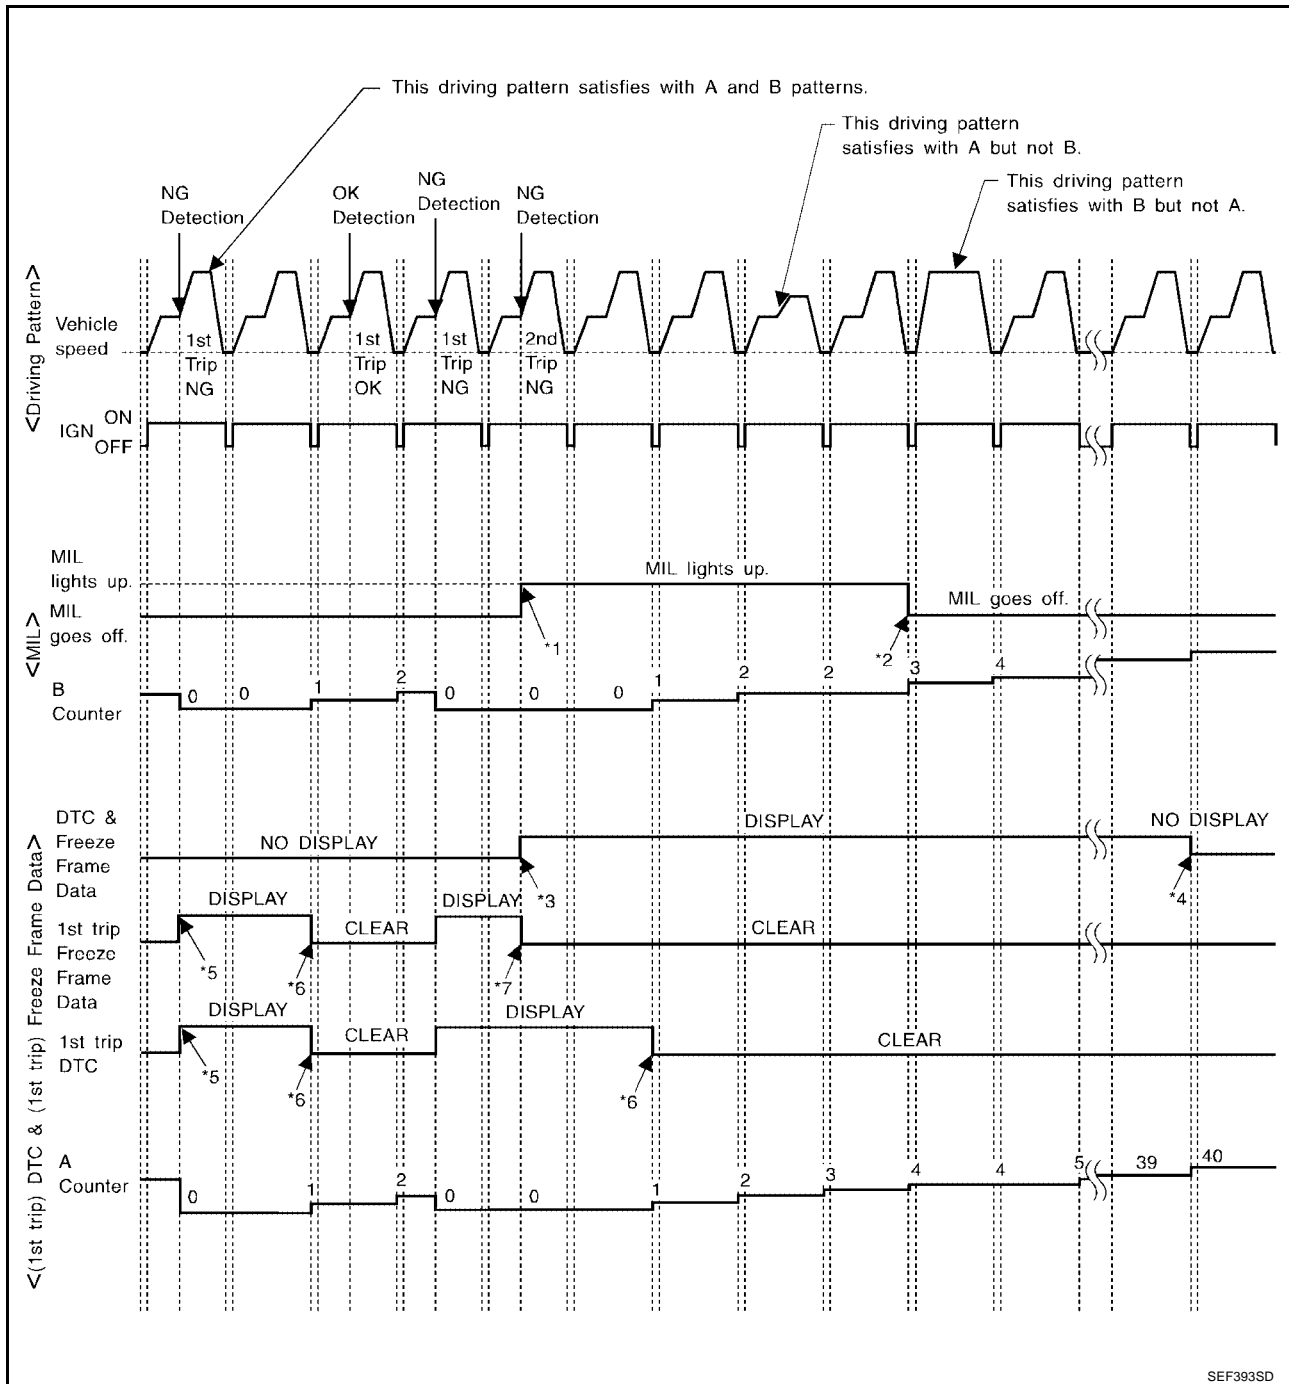 This driving pattern satisfies with A and B patterns.
This driving pattern
satisfies with A but not B.
This driving pattern
satisfies with B but not A.
NG
Detection
OK
Detection
NG
Detection
NG
Detection
<Driving Pattern>
Vehicle
speed
1st
Trip
NG
1st
Trip
OK
1st
Trip
NG
2nd
Trip
NG
IGN
ON
OFF
<MIL>
MIL
lights up.
MIL
goes off.
MIL lights up.
MIL goes off.
*1
*2
B
Counter
0 0 1 2 0 0 0 1 2 2 3 4
<(1st trip) DTC & (1st trip) Freeze Frame Data>
DTC &
Freeze
Frame
Data
NO DISPLAY
DISPLAY
NO DISPLAY
*3
*4
1st trip
Freeze
Frame
Data
DISPLAY
CLEAR
DISPLAY
CLEAR
*5
*6
*7
1st trip
DTC
DISPLAY
CLEAR
DISPLAY
CLEAR
*5
*6
*6
A
Counter
0 1 2 0 0 1 2 3 4 4 5 39 40
SEF393SD